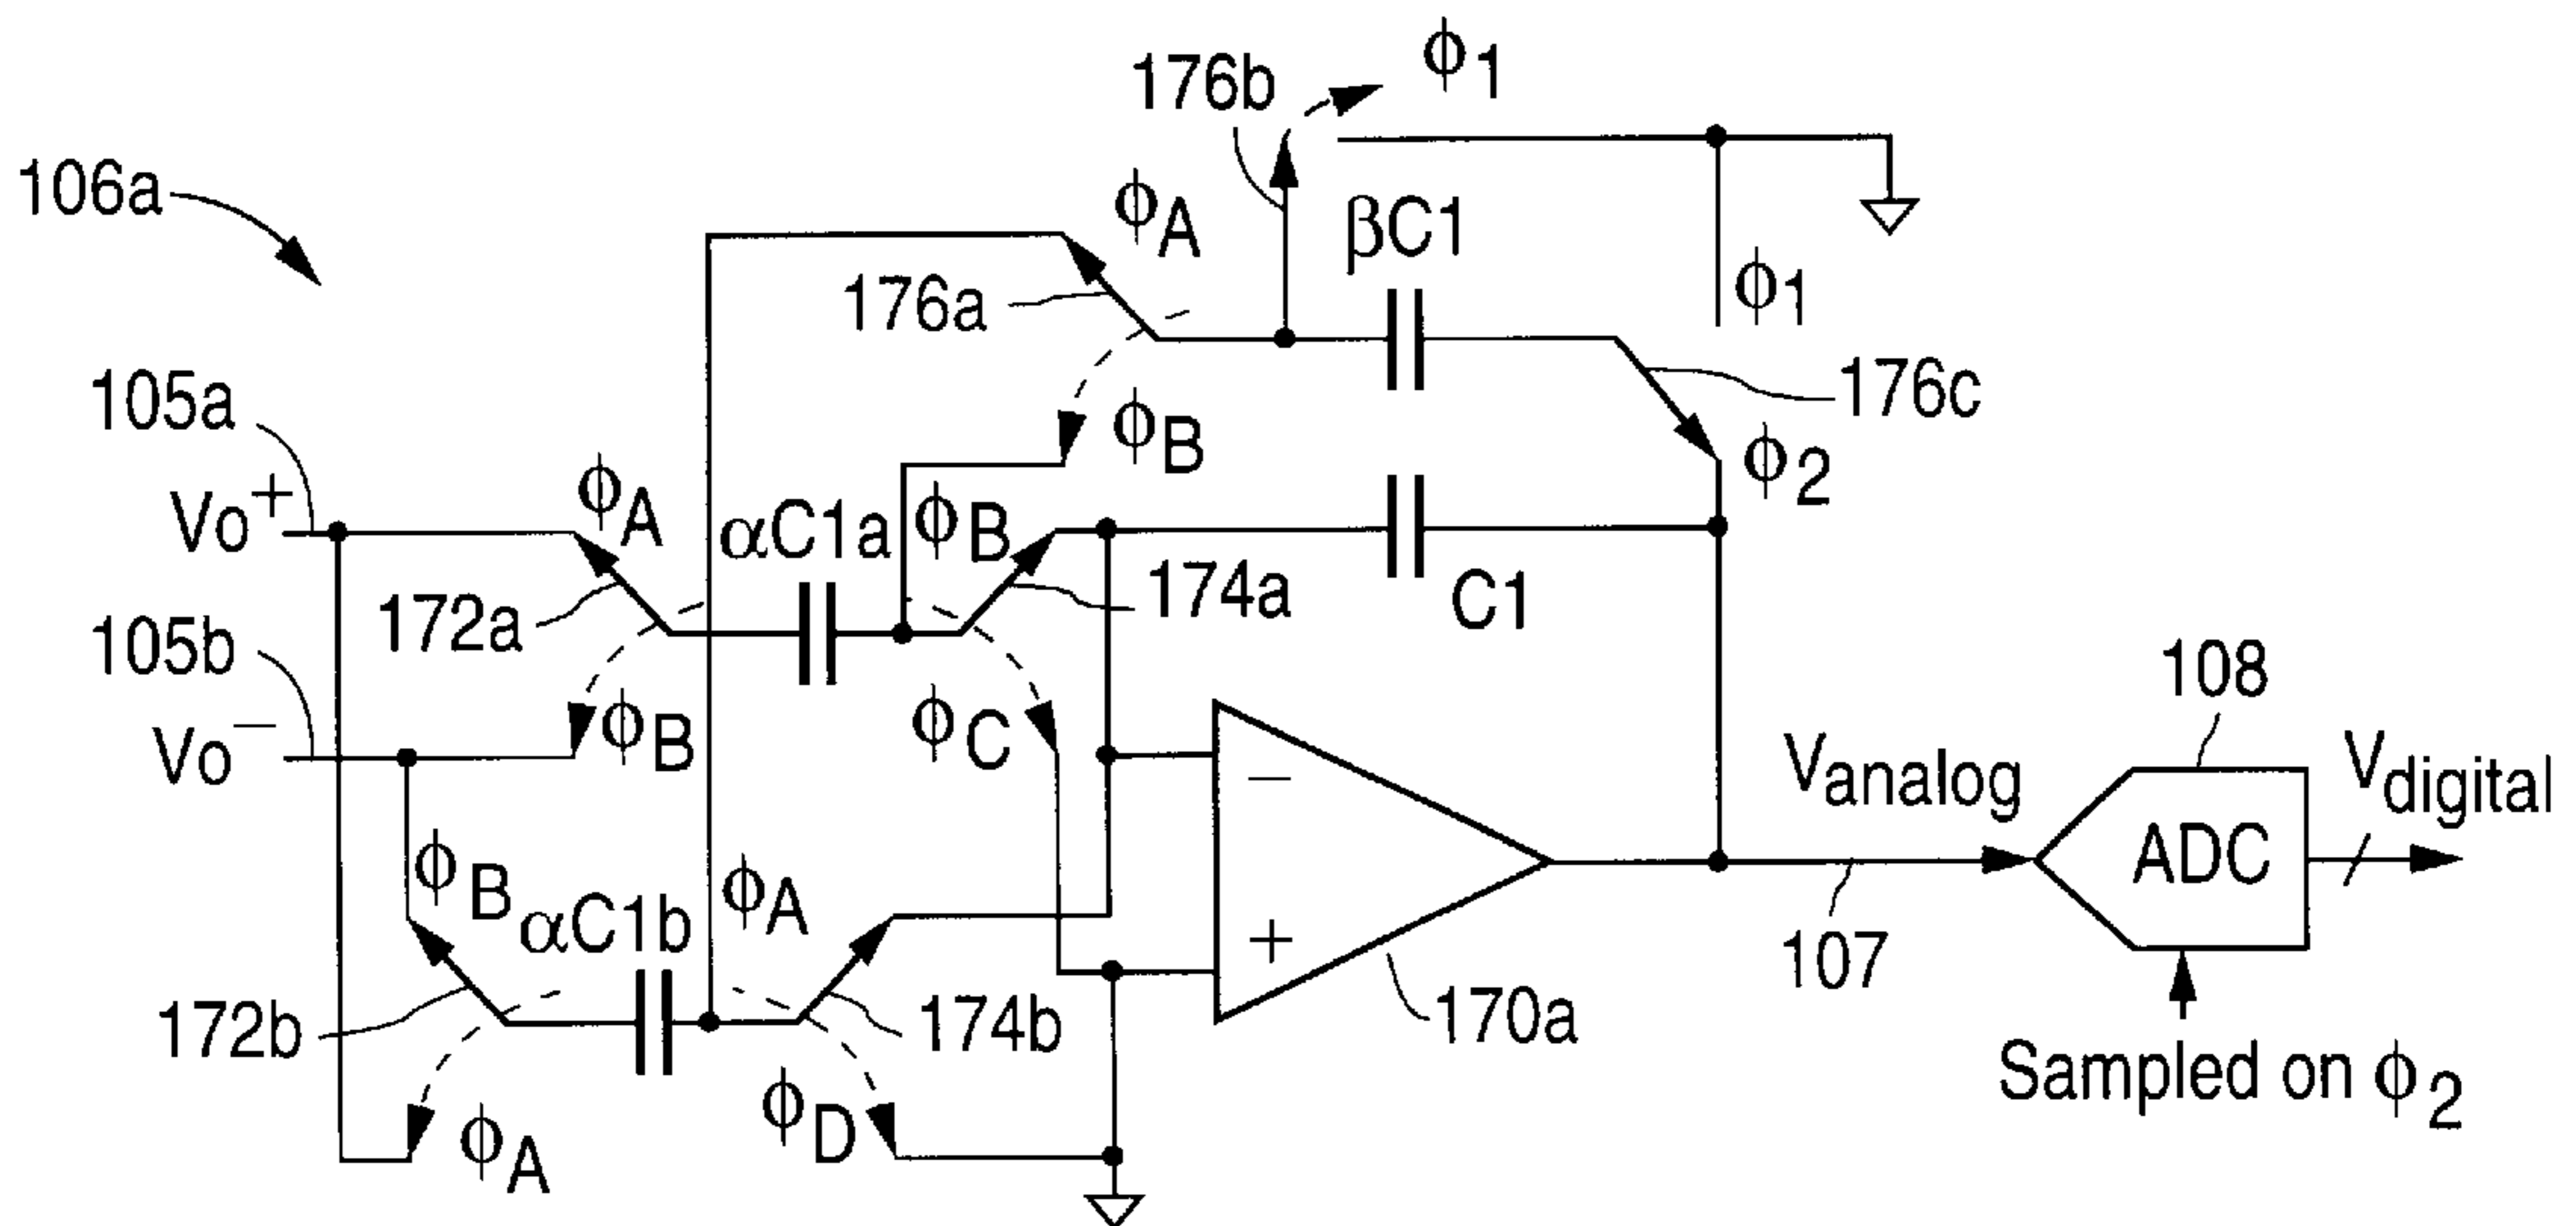 ϕ1
176b
106a
ϕA
βC1
176a
ϕ1
105a
176c
ϕB
ϕ2
Vo+
ϕA
αC1a
ϕB
172a
174a
C1
105b
108
Vo−
ϕB
ϕC
−
Vanalog
Vdigital
ADC
ϕB
αC1b
ϕA
+
107
172b
174b
170a
Sampled on ϕ2
ϕA
ϕD